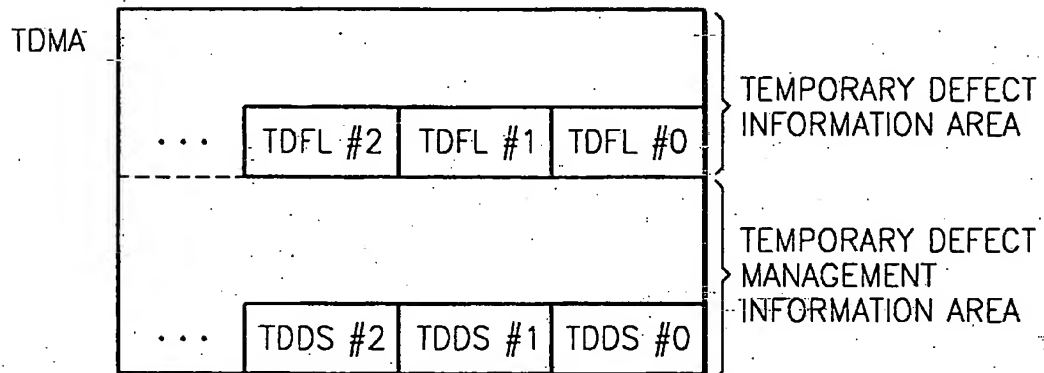 TDMA
TEMPORARY DEFECT
INFORMATION AREA
... TDFL #2 TDFL #1 TDFL #0
TEMPORARY DEFECT
MANAGEMENT
INFORMATION AREA
... TDDS #2 TDDS #1 TDDS #0